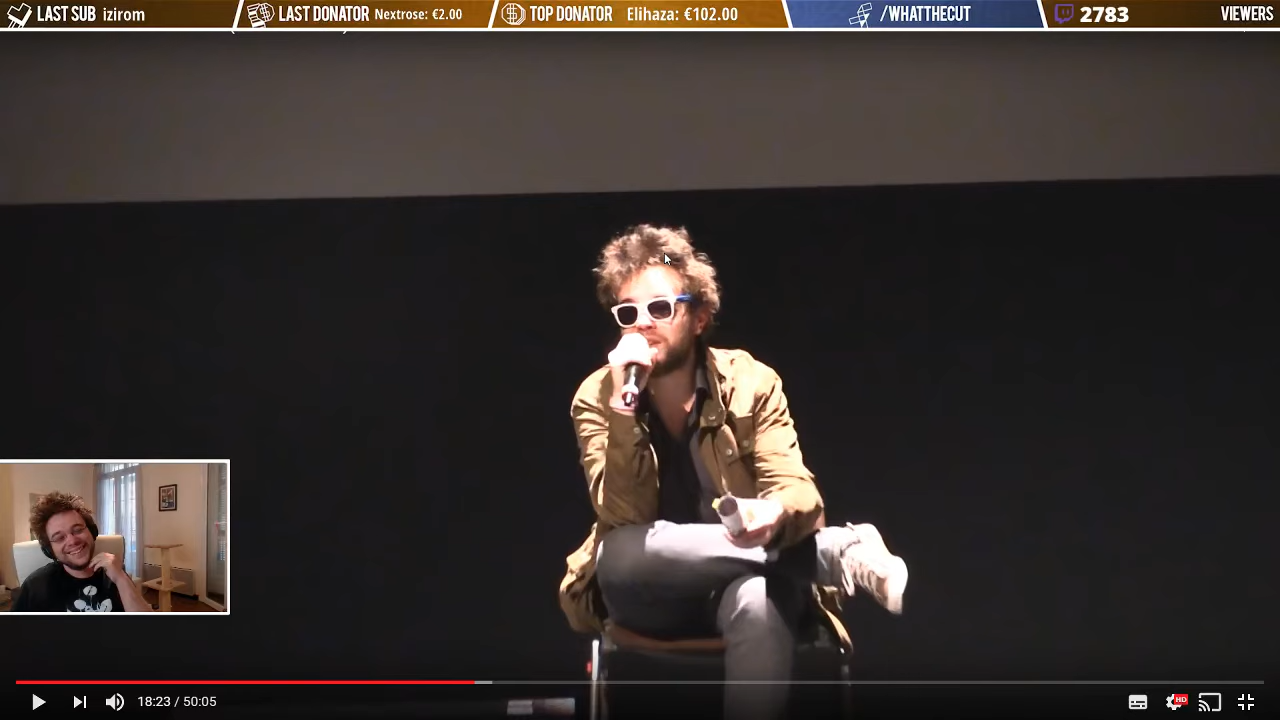 LAST SUB izirom
LAST DONATOR Nextrose: €2.00
TOP DONATOR Elihaza: €102.00
/WHATTHECUT
2783 VIEWERS
18:23 / 50:05
HD